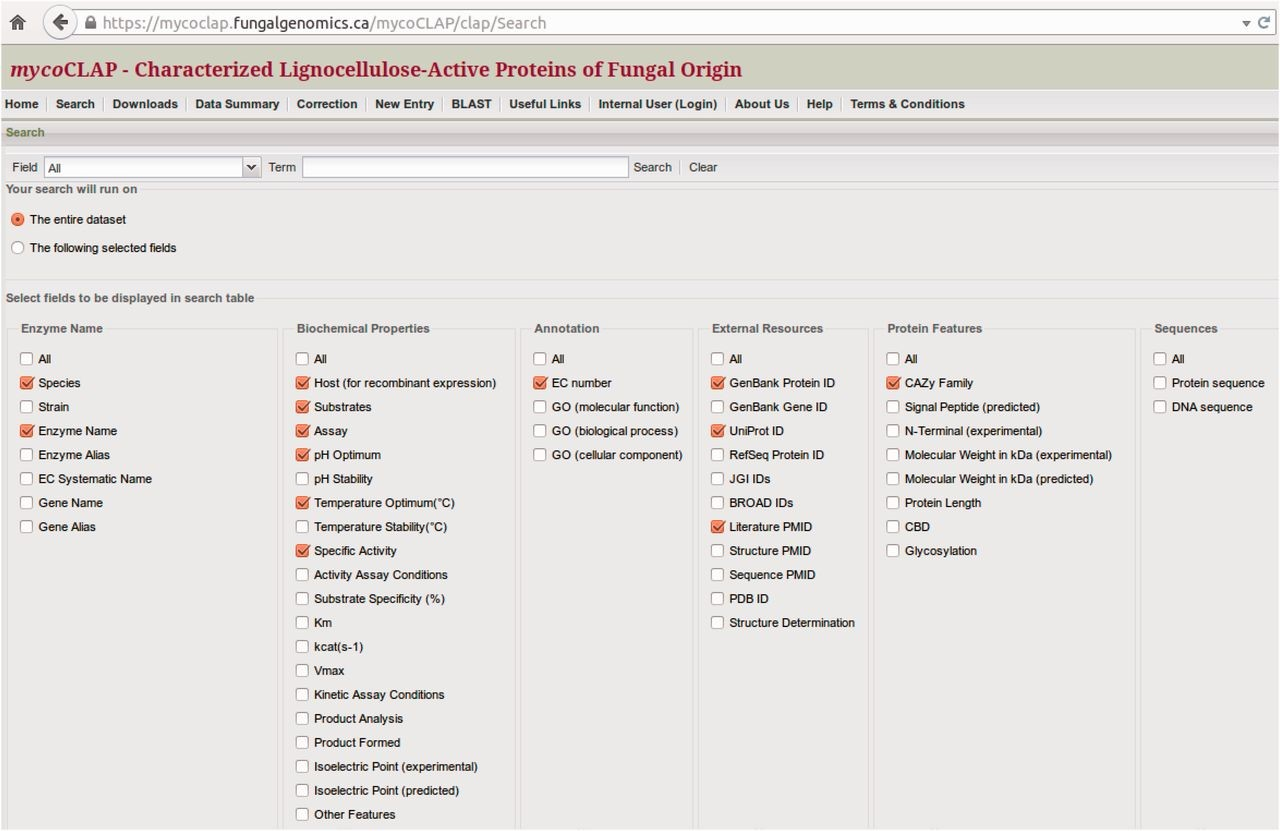 https://mycoclap.fungalgenomics.ca/mycoCLAP/clap/Search
mycoCLAP - Characterized Lignocellulose-Active Proteins of Fungal Origin
Home Search Downloads Data Summary Correction New Entry BLAST Useful Links Internal User (Login) About Us Help Terms & Conditions
Search
Field All Term Search Clear
Your search will run on
The entire dataset
The following selected fields
Select fields to be displayed in search table
Enzyme Name
All
Species
Strain
Enzyme Name
Enzyme Alias
EC Systematic Name
Gene Name
Gene Alias
Biochemical Properties
All
Host (for recombinant expression)
Substrates
Assay
pH Optimum
pH Stability
Temperature Optimum(°C)
Temperature Stability(°C)
Specific Activity
Activity Assay Conditions
Substrate Specificity (%)
Km
kcat(s-1)
Vmax
Kinetic Assay Conditions
Product Analysis
Product Formed
Isoelectric Point (experimental)
Isoelectric Point (predicted)
Other Features
Annotation
All
EC number
GO (molecular function)
GO (biological process)
GO (cellular component)
External Resources
All
GenBank Protein ID
GenBank Gene ID
UniProt ID
RefSeq Protein ID
JGI IDs
BROAD IDs
Literature PMID
Structure PMID
Sequence PMID
PDB ID
Structure Determination
Protein Features
All
CAZy Family
Signal Peptide (predicted)
N-Terminal (experimental)
Molecular Weight in kDa (experimental)
Molecular Weight in kDa (predicted)
Protein Length
CBD
Glycosylation
Sequences
All
Protein sequence
DNA sequence